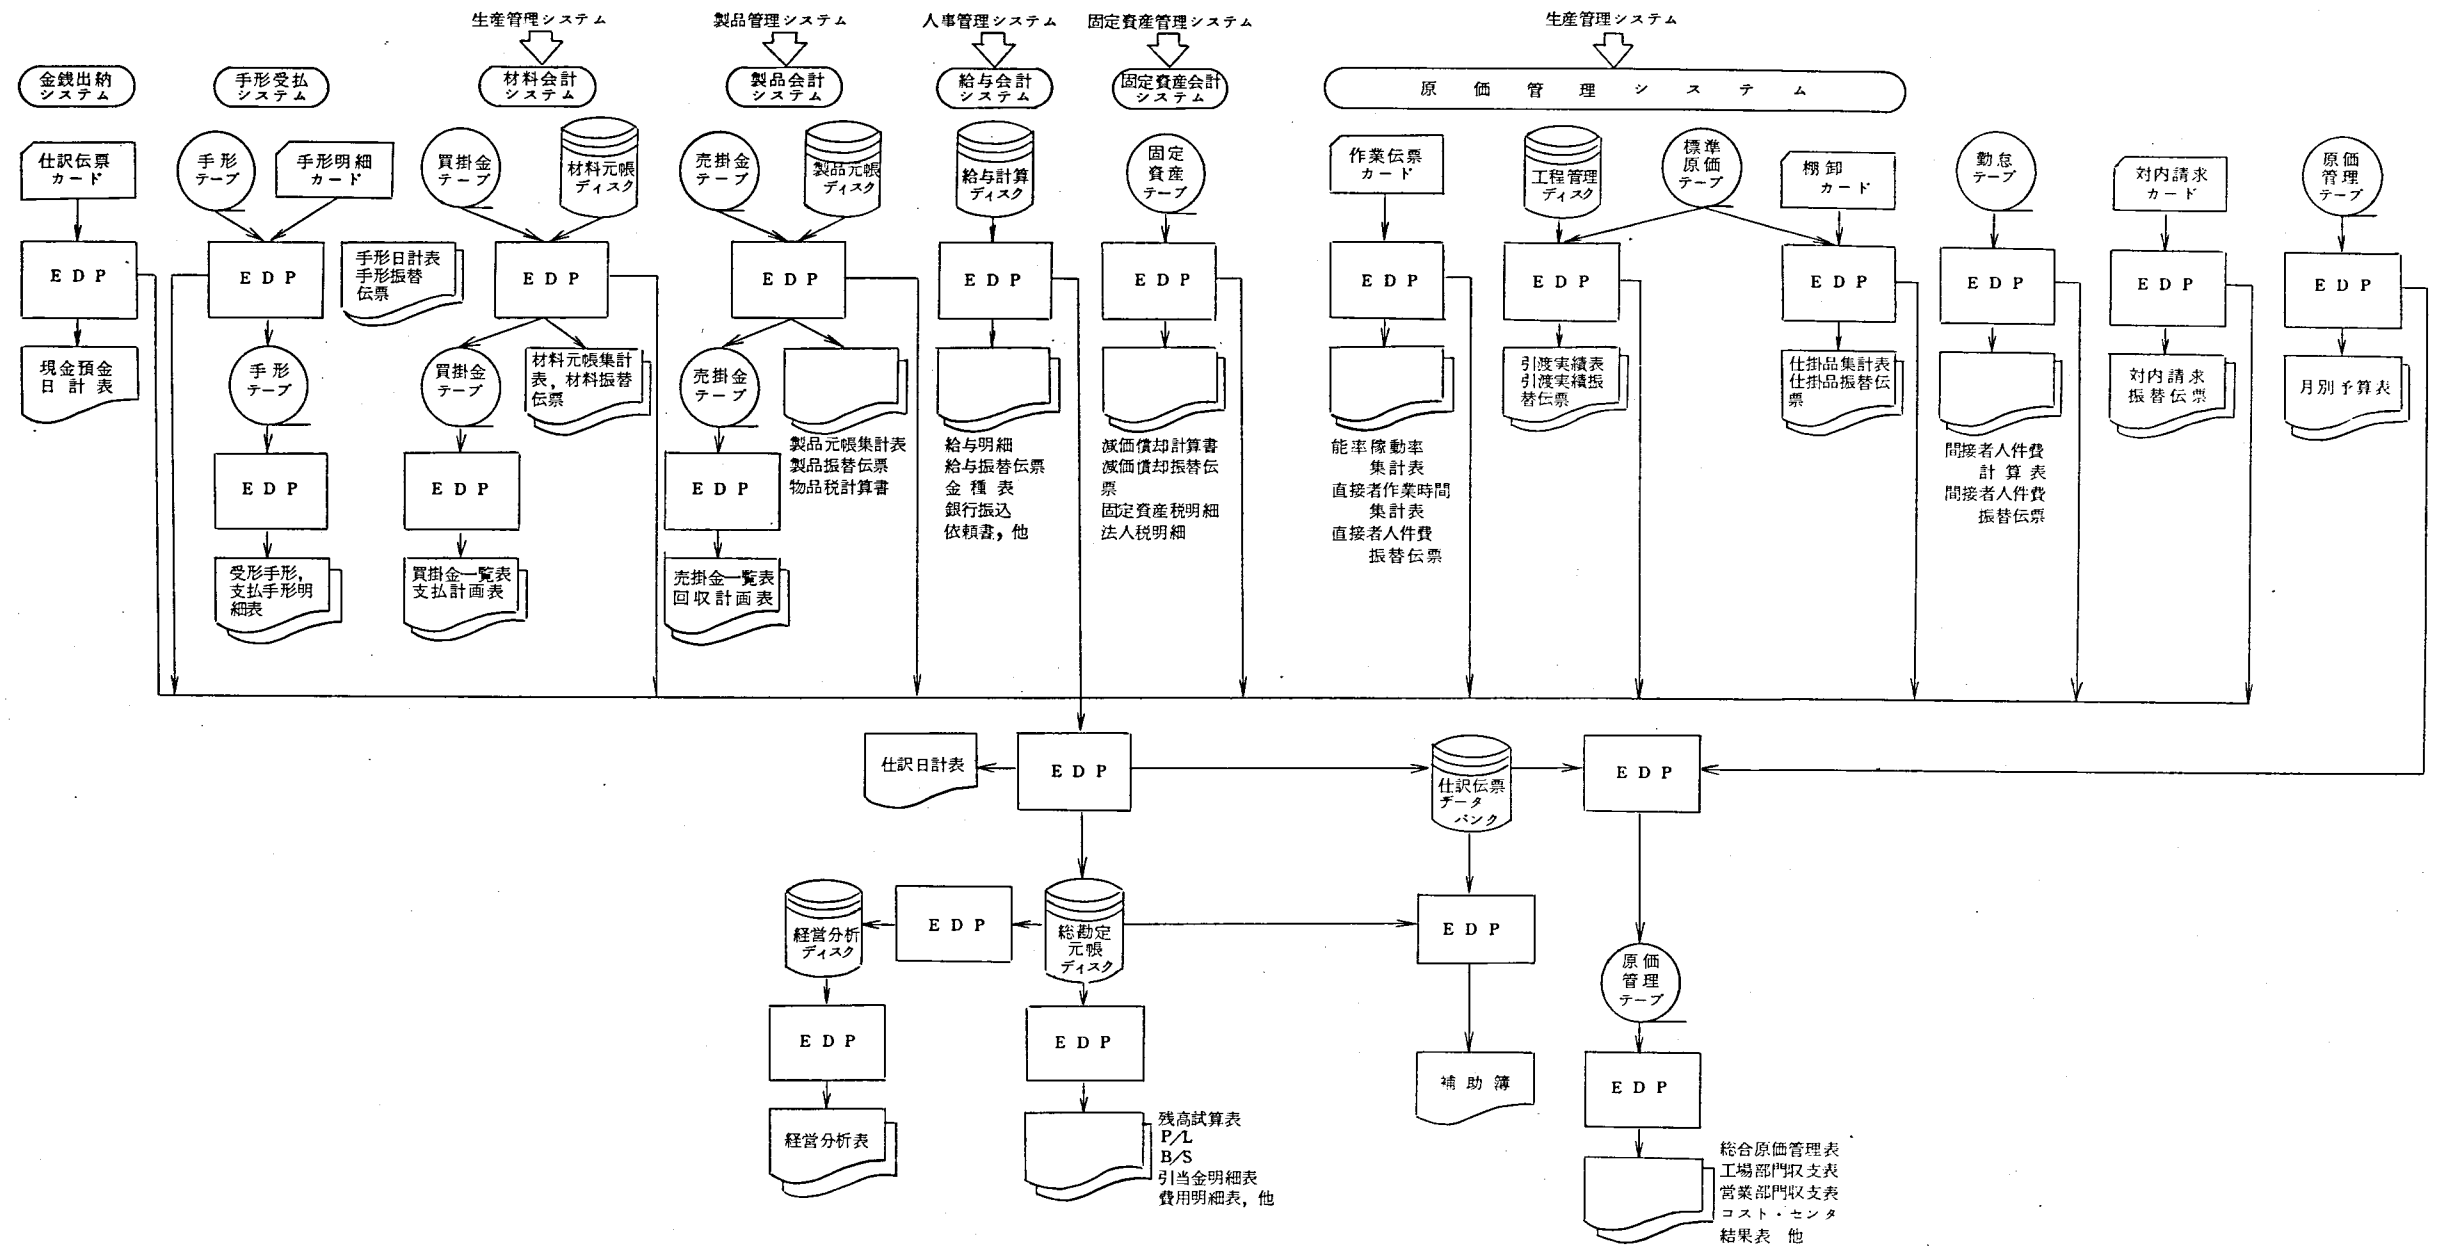 生産管理システム
製品管理システム
人事管理システム
固定資産管理システム
生産管理システム
金銭出納
システム
手形受払
システム
材料会計
システム
製品会計
システム
給与会計
システム
固定資産会計
システム
原価管理システム
仕訳伝票
カード
手形
テープ
手形明細
カード
買掛金
テープ
材料元帳
ディスク
売掛金
テープ
製品元帳
ディスク
給与計算
ディスク
固定
資産
テープ
作業伝票
カード
工程管理
ディスク
標準
原価
テープ
棚卸
カード
勤怠
テープ
対内請求
カード
原価
管理
テープ
EDP
EDP
手形日計表
手形振替
伝票
EDP
EDP
EDP
EDP
EDP
EDP
EDP
EDP
EDP
EDP
現金預金
日計表
手形
テープ
買掛金
テープ
材料元帳集計
表，材料振替
伝票
売掛金
テープ
製品元帳集計表
製品振替伝票
物品税計算書
給与明細
給与振替伝票
金種表
銀行振込
依頼書，他
減価償却計算書
減価償却振替伝
票
固定資産税明細
法人税明細
能率稼動率
集計表
直接者作業時間
集計表
直接者人件費
振替伝票
引渡実績表
引渡実績振
替伝票
仕掛品集計表
仕掛品振替伝
票
間接者人件費
計算表
間接者人件費
振替伝票
対内請求
振替伝票
月別予算表
EDP
EDP
EDP
受形手形，
支払手形明
細表
買掛金一覧表
支払計画表
売掛金一覧表
回収計画表
仕訳日計表
EDP
仕訳伝票
データ
バンク
EDP
経営分析
ディスク
EDP
総勘定
元帳
ディスク
EDP
原価
管理
テープ
EDP
EDP
補助簿
EDP
経営分析表
残高試算表
P/L
B/S
引当金明細表
費用明細表，他
総合原価管理表
工場部門収支表
営業部門収支表
コスト・センタ
結果表 他